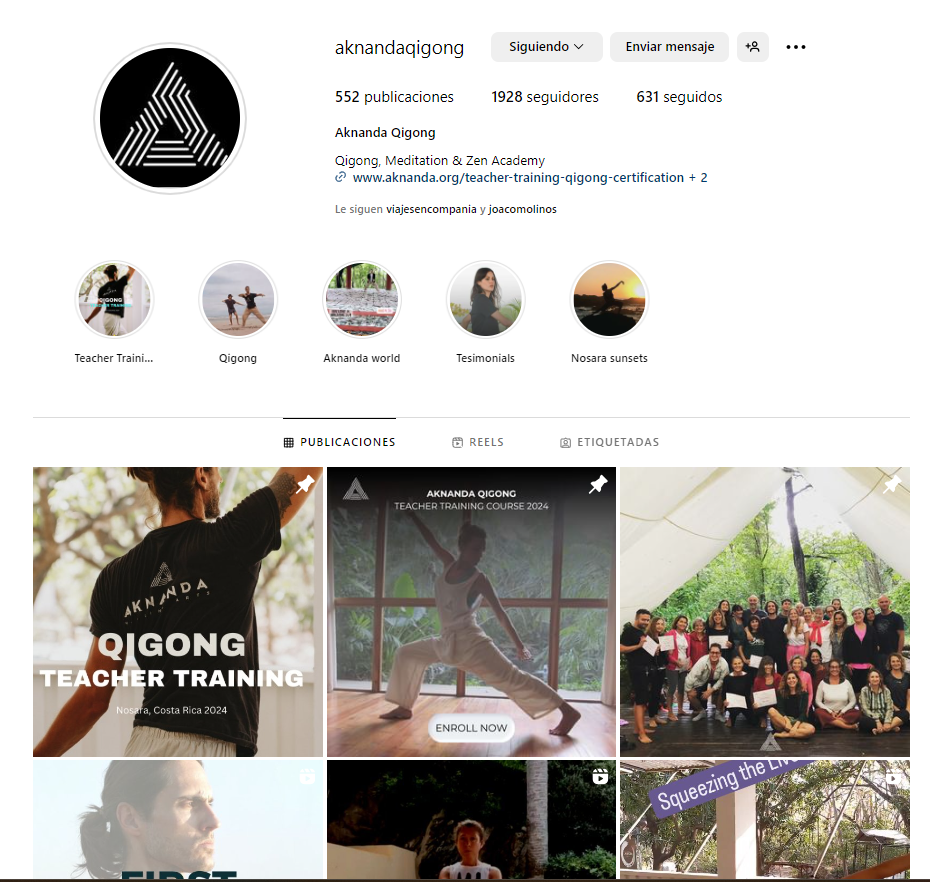 aknandaqigong
Siguiendo
Enviar mensaje
552 publicaciones
1928 seguidores
631 seguidos
Aknanda Qigong
Qigong, Meditation & Zen Academy
www.aknanda.org/teacher-training-qigong-certification + 2
Le siguen viajesencompania y joacomolinos
QIGONG
Teacher Traini...
Qigong
Aknanda world
Tesimonials
Nosara sunsets
PUBLICACIONES
REELS
ETIQUETADAS
AKNANDA
QIGONG
TEACHER TRAINING
Nosara, Costa Rica 2024
AKNANDA QIGONG
TEACHER TRAINING COURSE 2024
ENROLL NOW
FIRST
Squeezing the